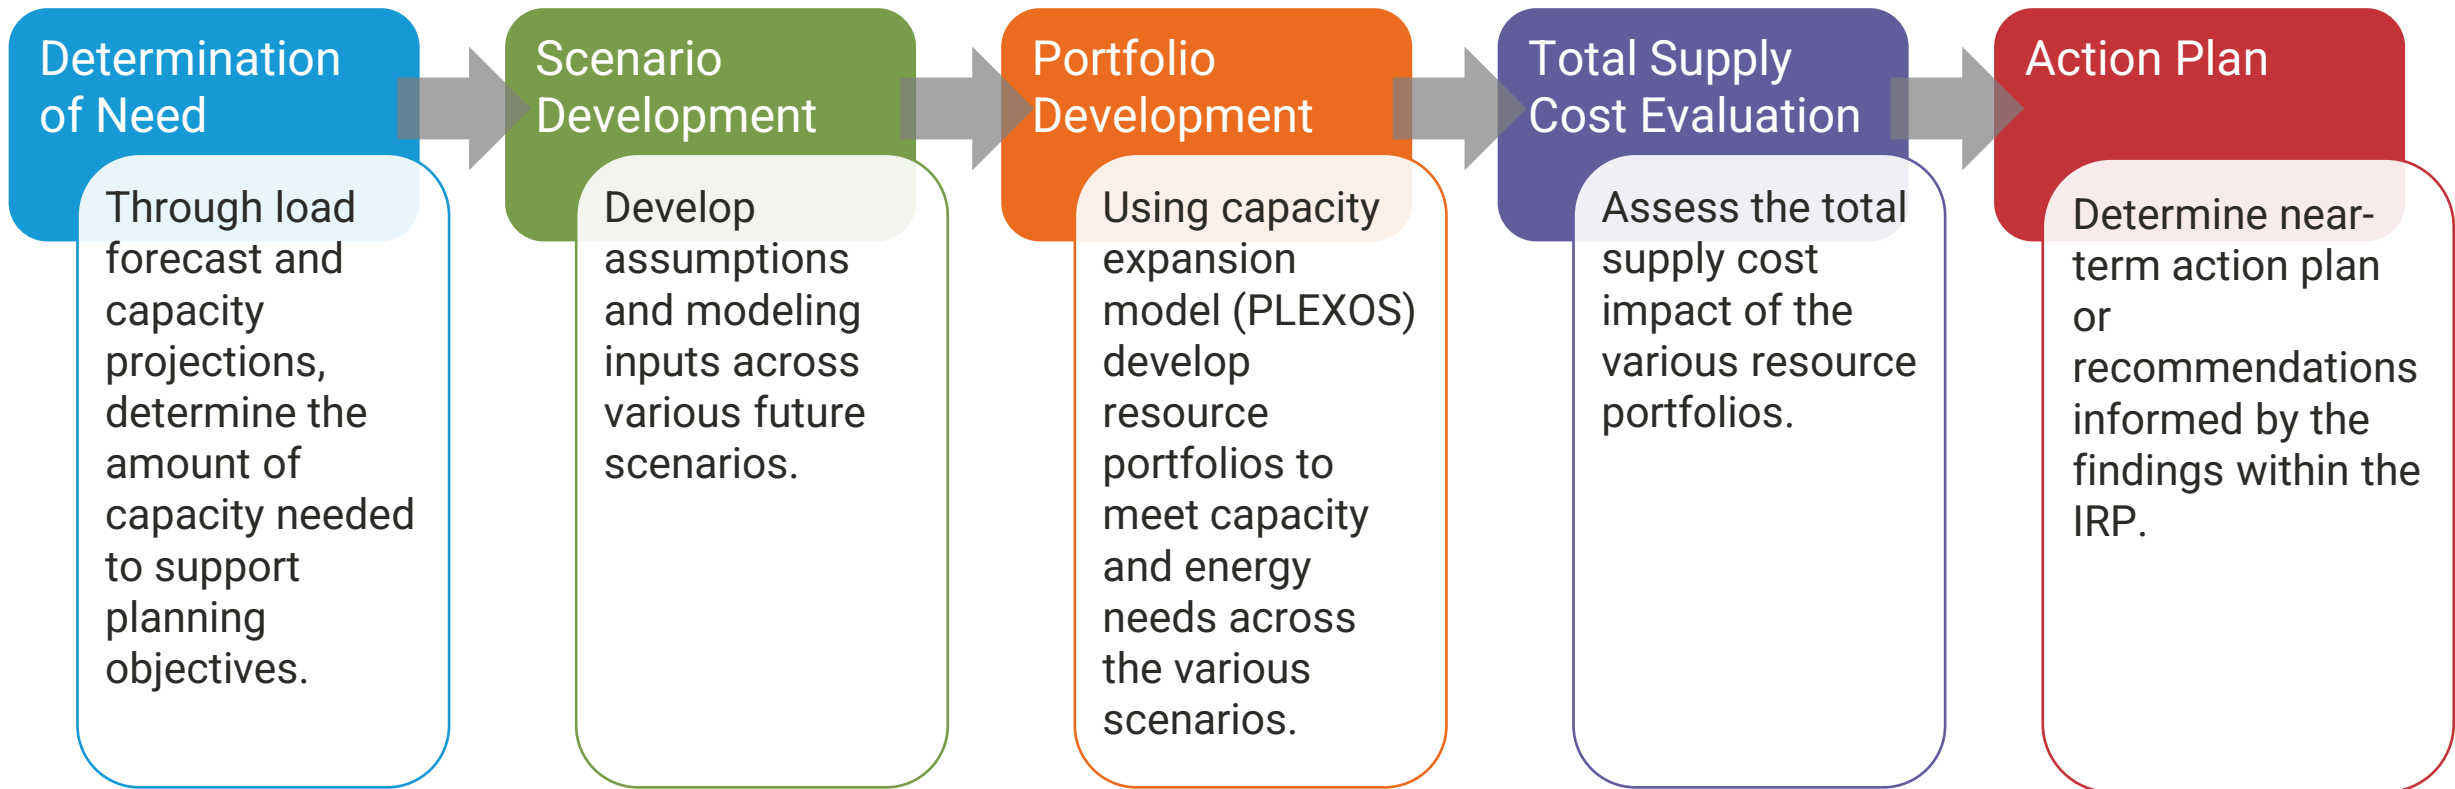 Determination
of Need
Through load
forecast and
capacity
projections,
determine the
amount of
capacity needed
to support
planning
objectives.
Scenario
Development
Develop
assumptions
and modeling
inputs across
various future
scenarios.
Portfolio
Development
Using capacity
expansion
model (PLEXOS)
develop
resource
portfolios to
meet capacity
and energy
needs across
the various
scenarios.
Total Supply
Cost Evaluation
Assess the total
supply cost
impact of the
various resource
portfolios.
Action Plan
Determine near-
term action plan
or
recommendations
informed by the
findings within the
IRP.